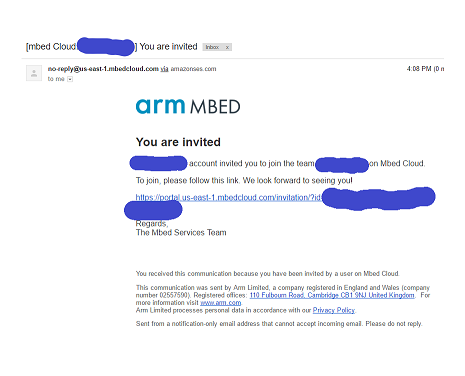 [mbed Cloud ] You are invited Inbox x
no-reply@us-east-1.mbedcloud.com via amazonses.com 4:08 PM (0 m
to me
arm MBED
You are invited
account invited you to join the team on Mbed Cloud.
To join, please follow this link. We look forward to seeing you!
https://portal.us-east-1.mbedcloud.com/invitation/?id
Regards,
The Mbed Services Team
You received this communication because you have been invited by a user on Mbed Cloud.
This communication was sent by Arm Limited, a company registered in England and Wales (company
number 02557590). Registered offices: 110 Fulbourn Road, Cambridge CB1 9NJ, United Kingdom. For
more information visit www.arm.com.
Arm Limited processes personal data in accordance with our Privacy Policy.
Sent from a notification-only email address that cannot accept incoming email. Please do not reply.